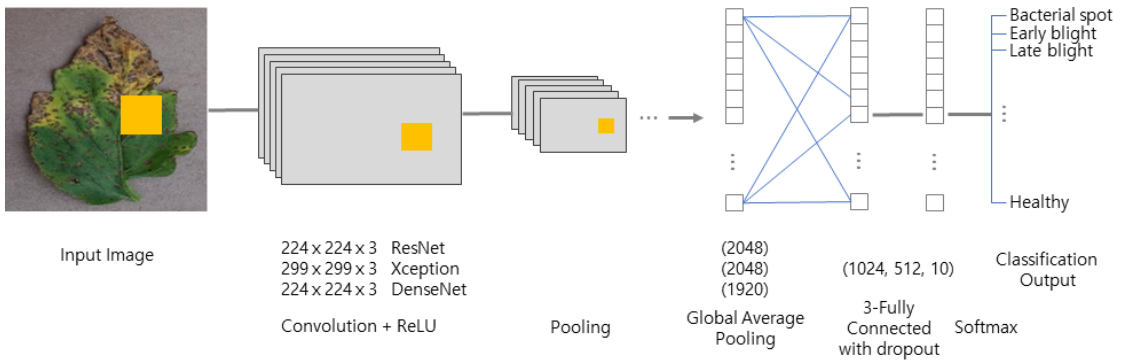 Bacterial spot
Early blight
Late blight
Healthy
Input Image
224 x 224 x 3 ResNet
299 x 299 x 3 Xception
224 x 224 x 3 DenseNet
Convolution + ReLU
Pooling
(2048)
(2048)
(1920)
Global Average
Pooling
(1024, 512, 10)
3-Fully
Connected
with dropout
Softmax
Classification
Output